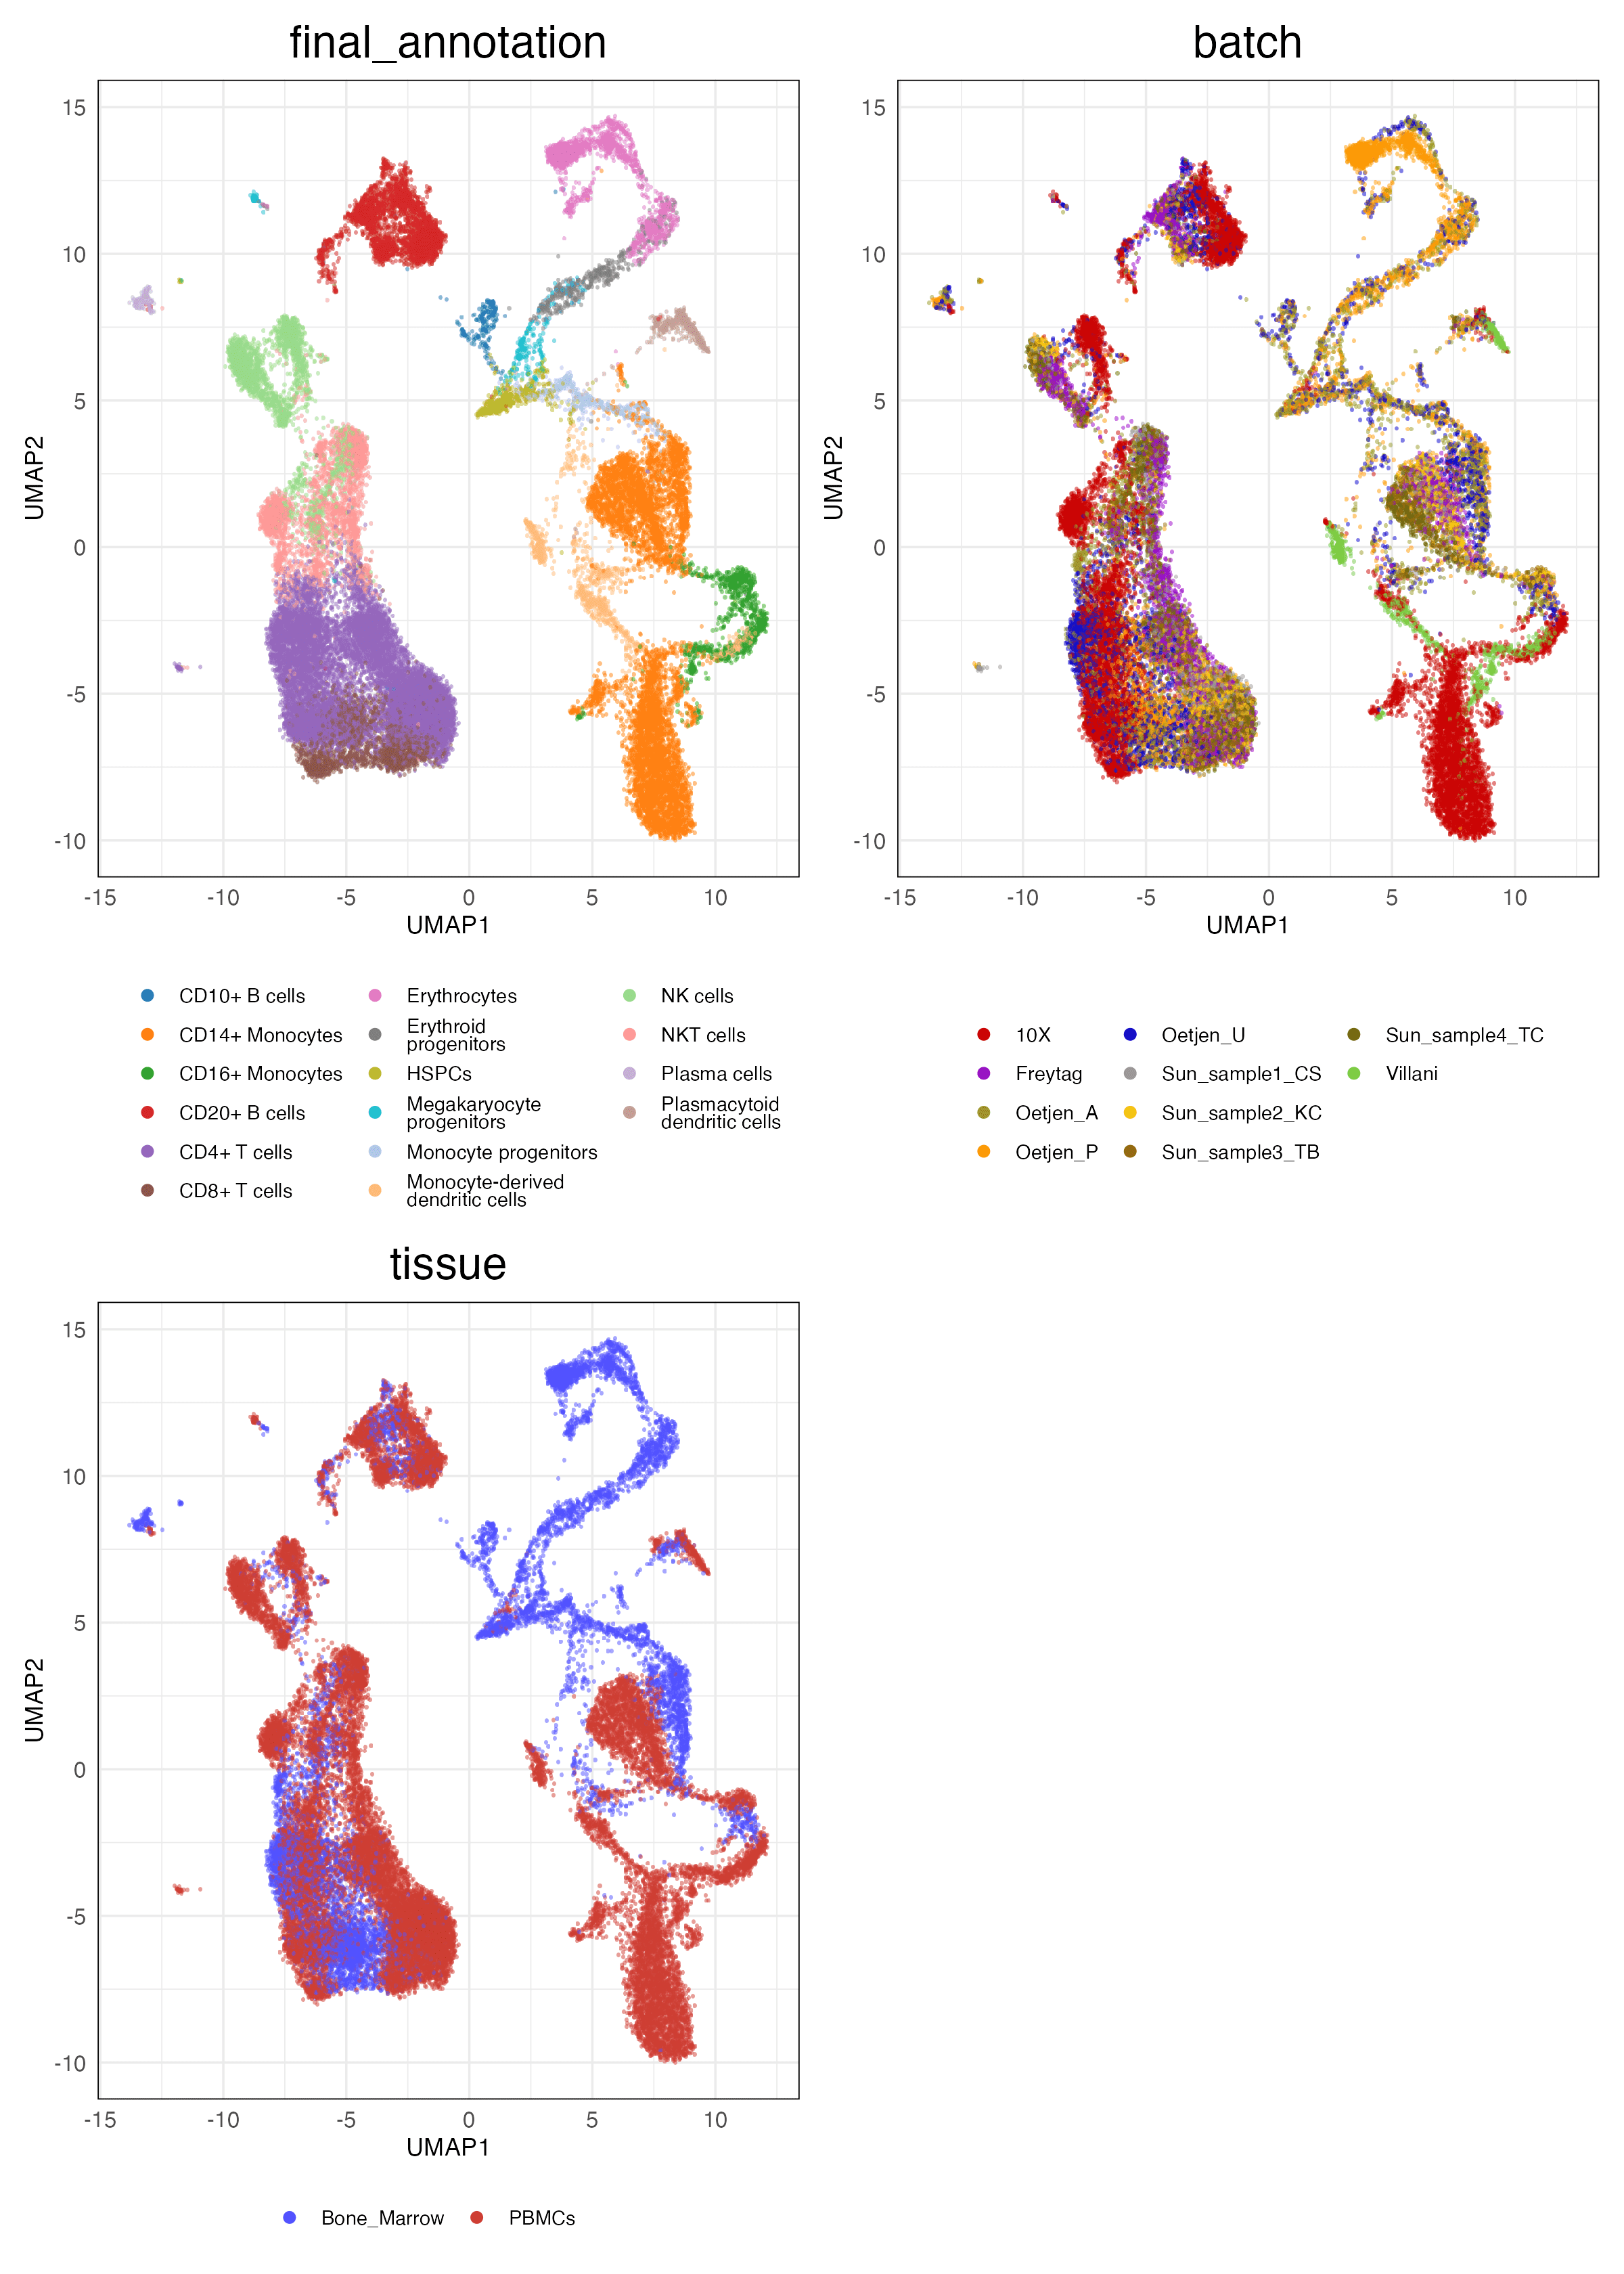 final_annotation
15
10
5
0
-5
-10
UMAP2
-15 -10 -5 0 5 10
UMAP1
CD10+ B cells
CD14+ Monocytes
CD16+ Monocytes
CD20+ B cells
CD4+ T cells
CD8+ T cells
Erythrocytes
Erythroid
progenitors
HSPCs
Megakaryocyte
progenitors
Monocyte progenitors
Monocyte-derived
dendritic cells
NK cells
NKT cells
Plasma cells
Plasmacytoid
dendritic cells
batch
15
10
5
0
-5
-10
UMAP2
-15 -10 -5 0 5 10
UMAP1
10X
Freytag
Oetjen_A
Oetjen_P
Oetjen_U
Sun_sample1_CS
Sun_sample2_KC
Sun_sample3_TB
Sun_sample4_TC
Villani
tissue
15
10
5
0
-5
-10
UMAP2
-15 -10 -5 0 5 10
UMAP1
Bone_Marrow
PBMCs